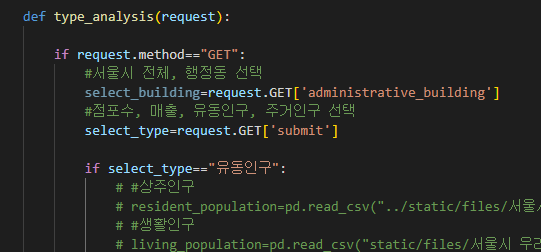 def type_analysis(request):
if request.method=="GET":
#서울시 전체, 행정동 선택
select_building=request.GET['administrative_building']
#점포수, 매출, 유동인구, 주거인구 선택
select_type=request.GET['submit']
if select_type=="유동인구":
# #상주인구
# resident_population=pd.read_csv("../static/files/서울시
# #생활인구
# living_population=pd.read_csv("static/files/서울시 우리